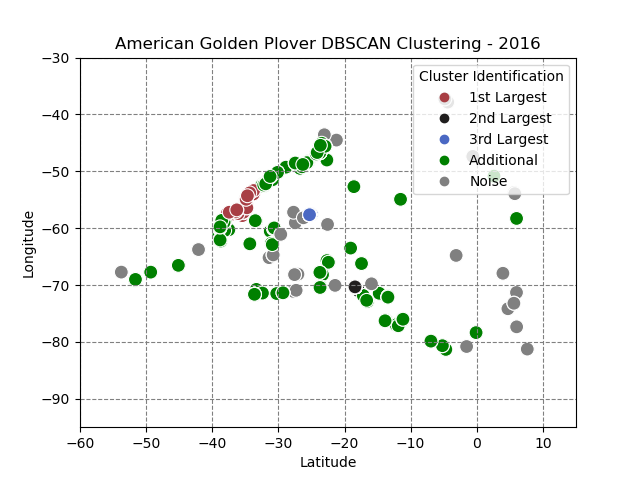 American Golden Plover DBSCAN Clustering - 2016
Cluster Identification
1st Largest
2nd Largest
3rd Largest
Additional
Noise
Longitude
−30
−40
−50
−60
−70
−80
−90
−60
−50
−40
−30
−20
−10
0
10
Latitude